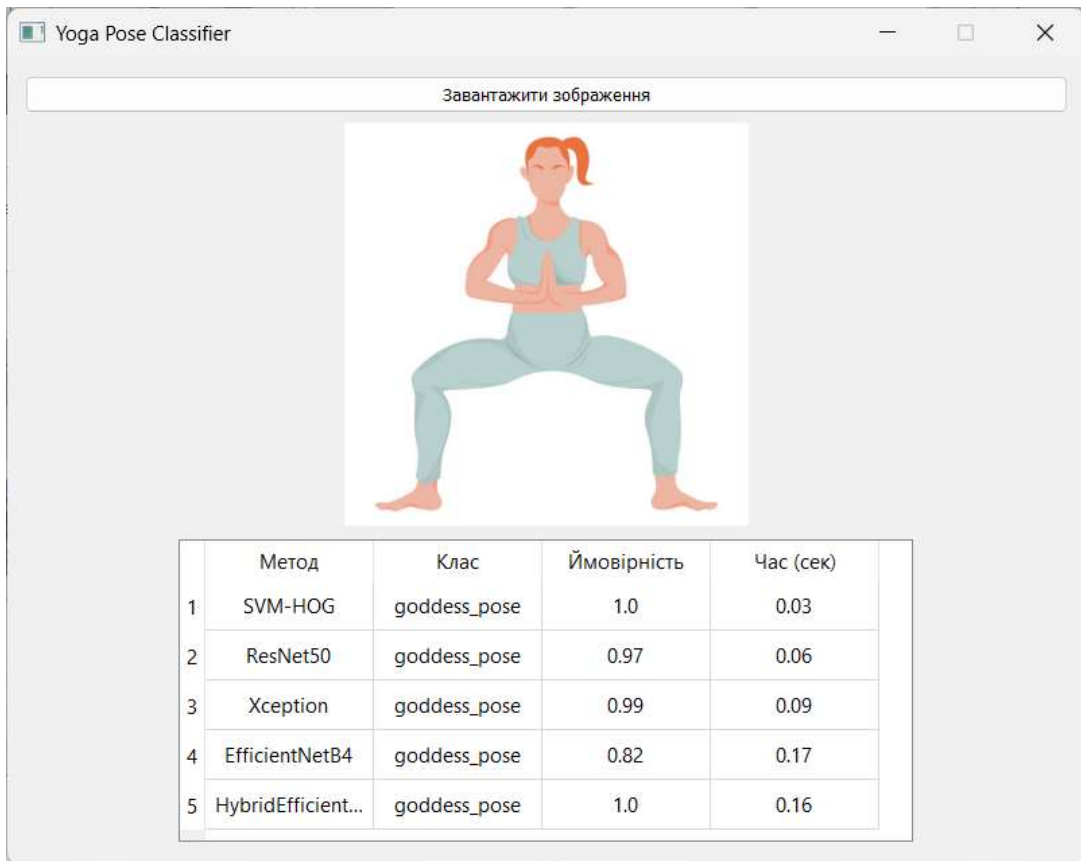 Yoga Pose Classifier
Завантажити зображення
Метод Клас Ймовірність Час (сек)
1 SVM-HOG goddess_pose 1.0 0.03
2 ResNet50 goddess_pose 0.97 0.06
3 Xception goddess_pose 0.99 0.09
4 EfficientNetB4 goddess_pose 0.82 0.17
5 HybridEfficient... goddess_pose 1.0 0.16